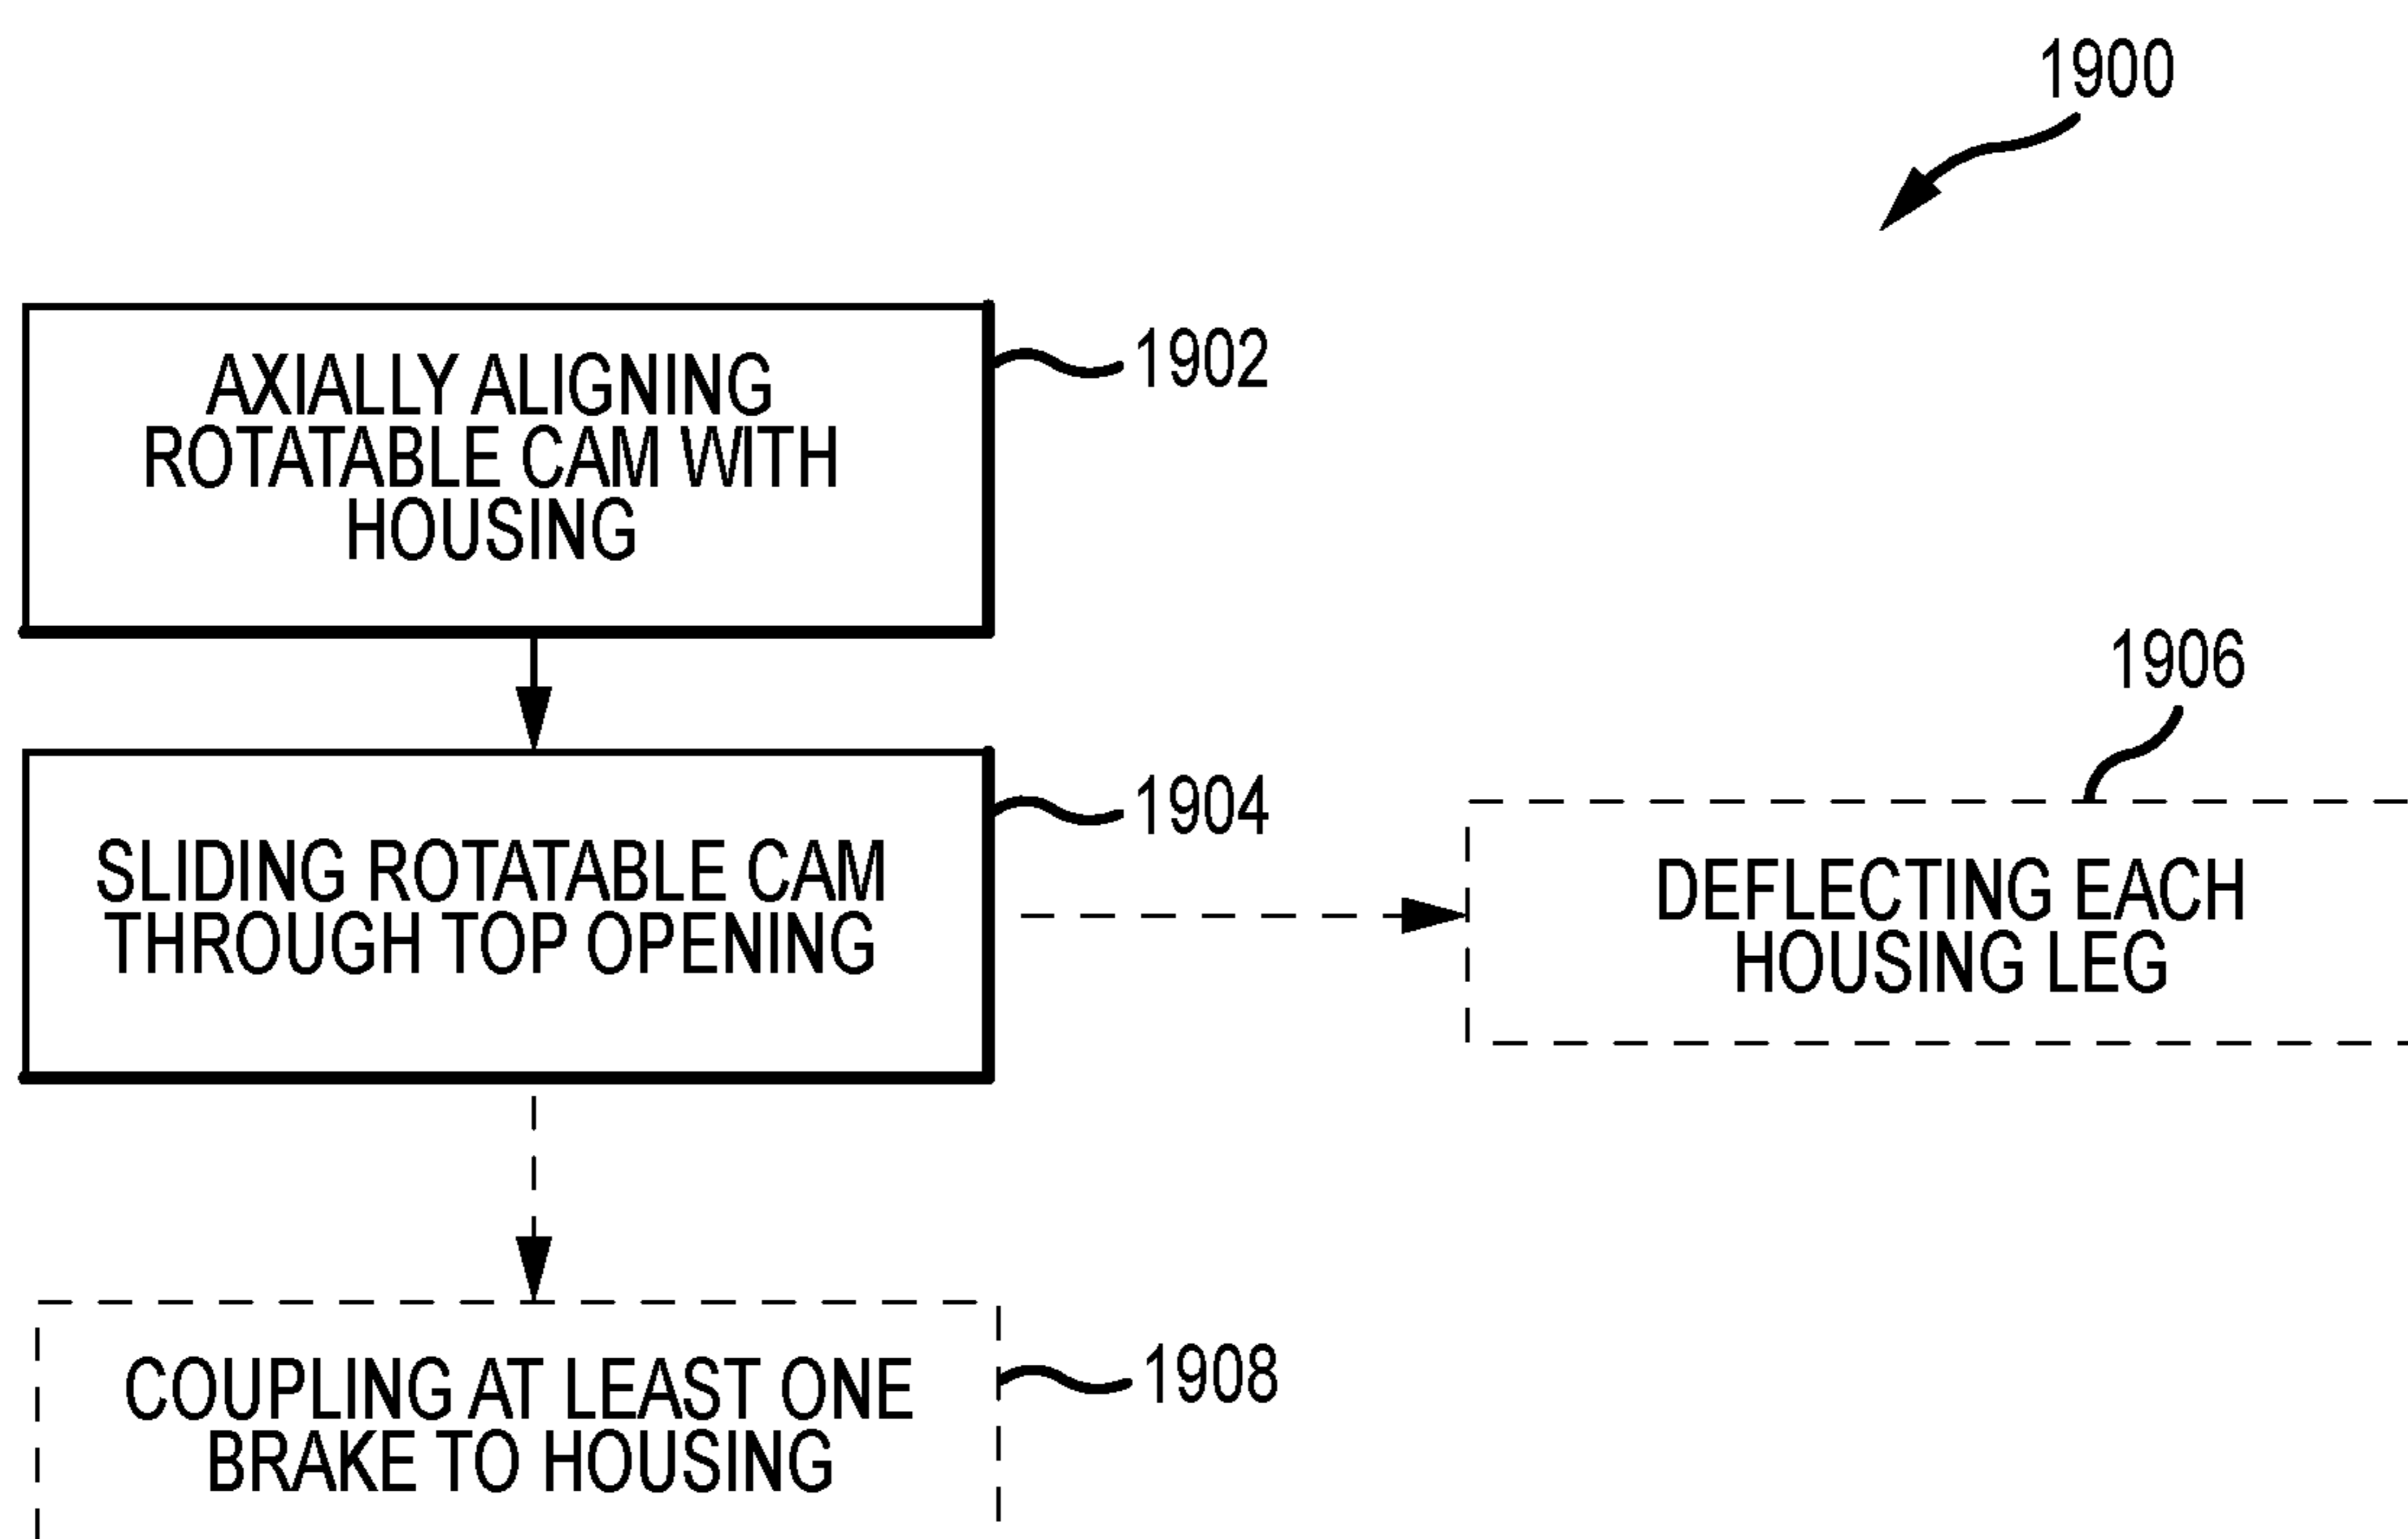 1900
AXIALLY ALIGNING
ROTATABLE CAM WITH
HOUSING
1902
SLIDING ROTATABLE CAM
THROUGH TOP OPENING
1904
1906
DEFLECTING EACH
HOUSING LEG
COUPLING AT LEAST ONE
BRAKE TO HOUSING
1908